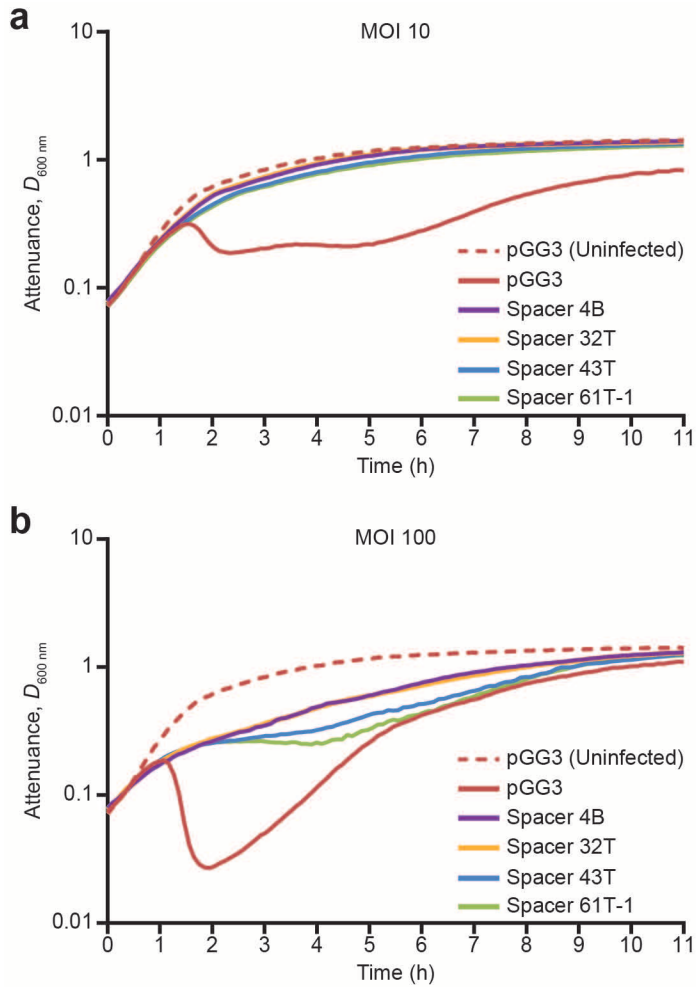 a
MOI 10
10
1
0.1
0.01
Attenuance, D600 nm
0 1 2 3 4 5 6 7 8 9 10 11
Time (h)
pGG3 (Uninfected)
pGG3
Spacer 4B
Spacer 32T
Spacer 43T
Spacer 61T-1
b
MOI 100
10
1
0.1
0.01
Attenuance, D600 nm
0 1 2 3 4 5 6 7 8 9 10 11
Time (h)
pGG3 (Uninfected)
pGG3
Spacer 4B
Spacer 32T
Spacer 43T
Spacer 61T-1